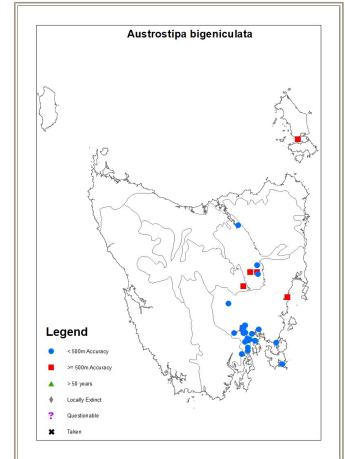 Austrostipa bigeniculata
Legend
< 500m Accuracy
>= 500m Accuracy
> 50 years
Locally Extinct
Questionable
Taken